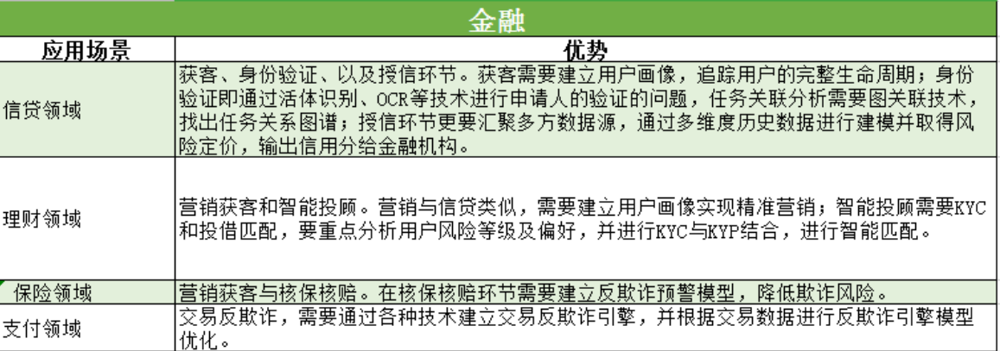 金融
应用场景 优势
信贷领域 获客、身份验证、以及授信环节。获客需要建立用户画像，追踪用户的完整生命周期；身份
验证即通过活体识别、OCR等技术进行申请人的验证的问题，任务关联分析需要图关联技术，
找出任务关系图谱；授信环节更要汇聚多方数据源，通过多维度历史数据进行建模并取得风
险定价，输出信用分给金融机构。
理财领域 营销获客和智能投顾。营销与信贷类似，需要建立用户画像实现精准营销；智能投顾需要KYC
和投借匹配，要重点分析用户风险等级及偏好，并进行KYC与KYP结合，进行智能匹配。
保险领域 营销获客与核保核赔。在核保核赔环节需要建立反欺诈预警模型，降低欺诈风险。
支付领域 交易反欺诈，需要通过各种技术建立交易反欺诈引擎，并根据交易数据进行反欺诈引擎模型
优化。